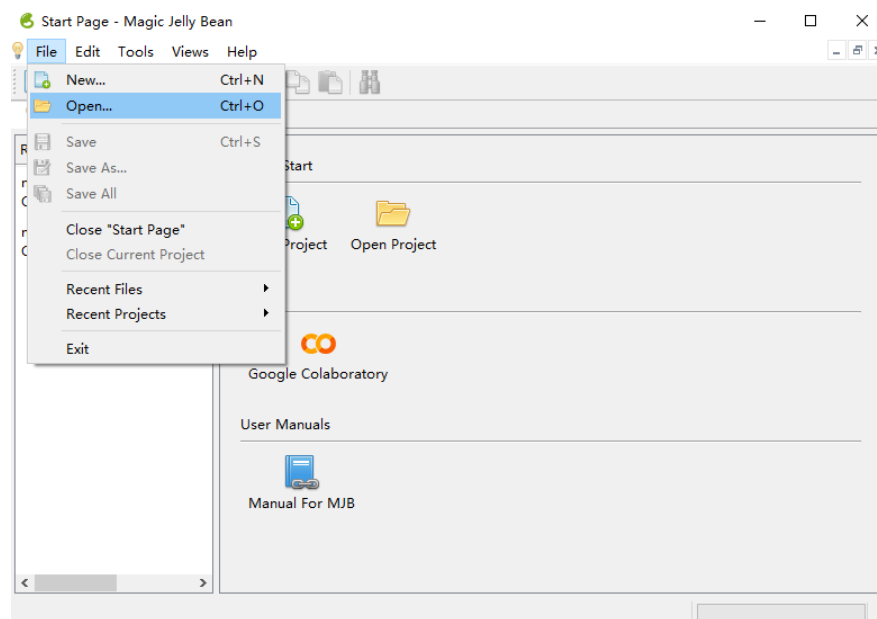 Start Page - Magic Jelly Bean
File Edit Tools Views Help
New... Ctrl+N
Open... Ctrl+O
Save Ctrl+S
Save As...
Save All
Close "Start Page"
Close Current Project
Recent Files
Recent Projects
Exit
Start
Project Open Project
Google Colaboratory
User Manuals
Manual For MJB